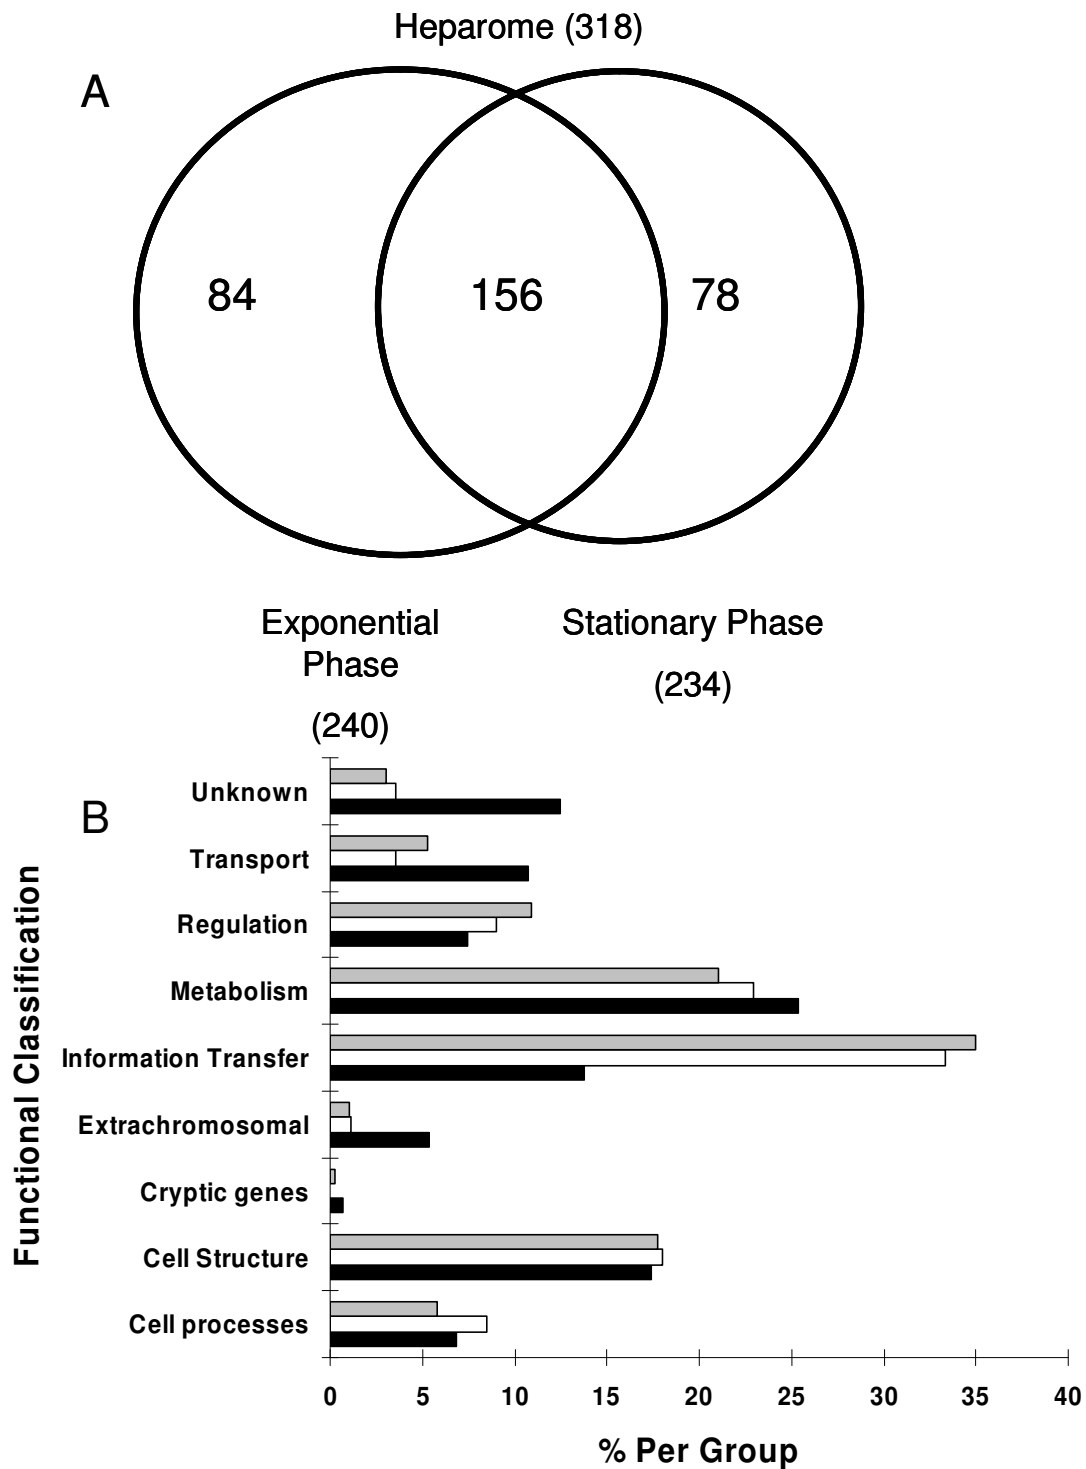 Heparome (318)
A
84 156 78
Exponential
Phase
(240)
Stationary Phase
(234)
B
Functional Classification
Unknown
Transport
Regulation
Metabolism
Information Transfer
Extrachromosomal
Cryptic genes
Cell Structure
Cell processes
0 5 10 15 20 25 30 35 40
% Per Group